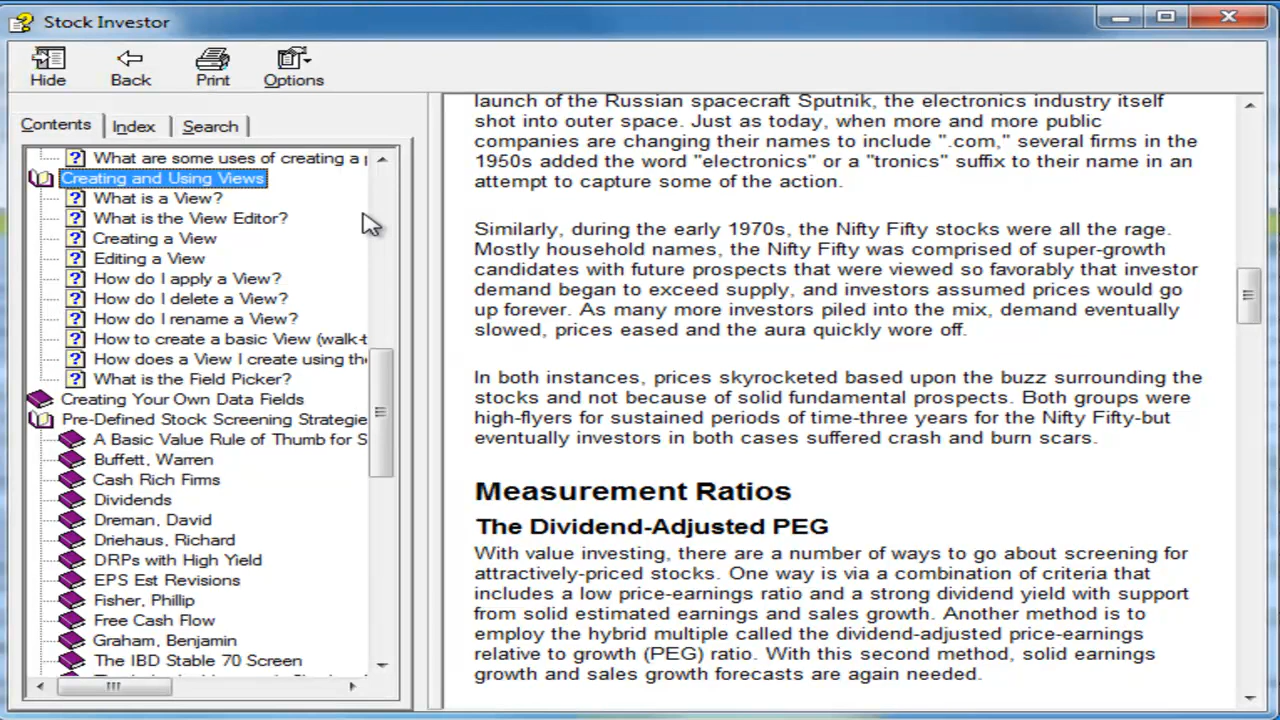 Stock Investor
Hide Back Print Options
Contents Index Search
What are some uses of creating a p
Creating and Using Views
What is a View?
What is the View Editor?
Creating a View
Editing a View
How do I apply a View?
How do I delete a View?
How do I rename a View?
How to create a basic View (walk-t
How does a View I create using the
What is the Field Picker?
Creating Your Own Data Fields
Pre-Defined Stock Screening Strategie
A Basic Value Rule of Thumb for S
Buffett, Warren
Cash Rich Firms
Dividends
Dreman, David
Driehaus, Richard
DRPs with High Yield
EPS Est Revisions
Fisher, Phillip
Free Cash Flow
Graham, Benjamin
The IBD Stable 70 Screen
launch of the Russian spacecraft Sputnik, the electronics industry itself
shot into outer space. Just as today, when more and more public
companies are changing their names to include ".com," several firms in the
1950s added the word "electronics" or a "tronics" suffix to their name in an
attempt to capture some of the action.
Similarly, during the early 1970s, the Nifty Fifty stocks were all the rage.
Mostly household names, the Nifty Fifty was comprised of super-growth
candidates with future prospects that were viewed so favorably that investor
demand began to exceed supply, and investors assumed prices would go
up forever. As many more investors piled into the mix, demand eventually
slowed, prices eased and the aura quickly wore off.
In both instances, prices skyrocketed based upon the buzz surrounding the
stocks and not because of solid fundamental prospects. Both groups were
high-flyers for sustained periods of time-three years for the Nifty Fifty-but
eventually investors in both cases suffered crash and burn scars.
Measurement Ratios
The Dividend-Adjusted PEG
With value investing, there are a number of ways to go about screening for
attractively-priced stocks. One way is via a combination of criteria that
includes a low price-earnings ratio and a strong dividend yield with support
from solid estimated earnings and sales growth. Another method is to
employ the hybrid multiple called the dividend-adjusted price-earnings
relative to growth (PEG) ratio. With this second method, solid earnings
growth and sales growth forecasts are again needed.